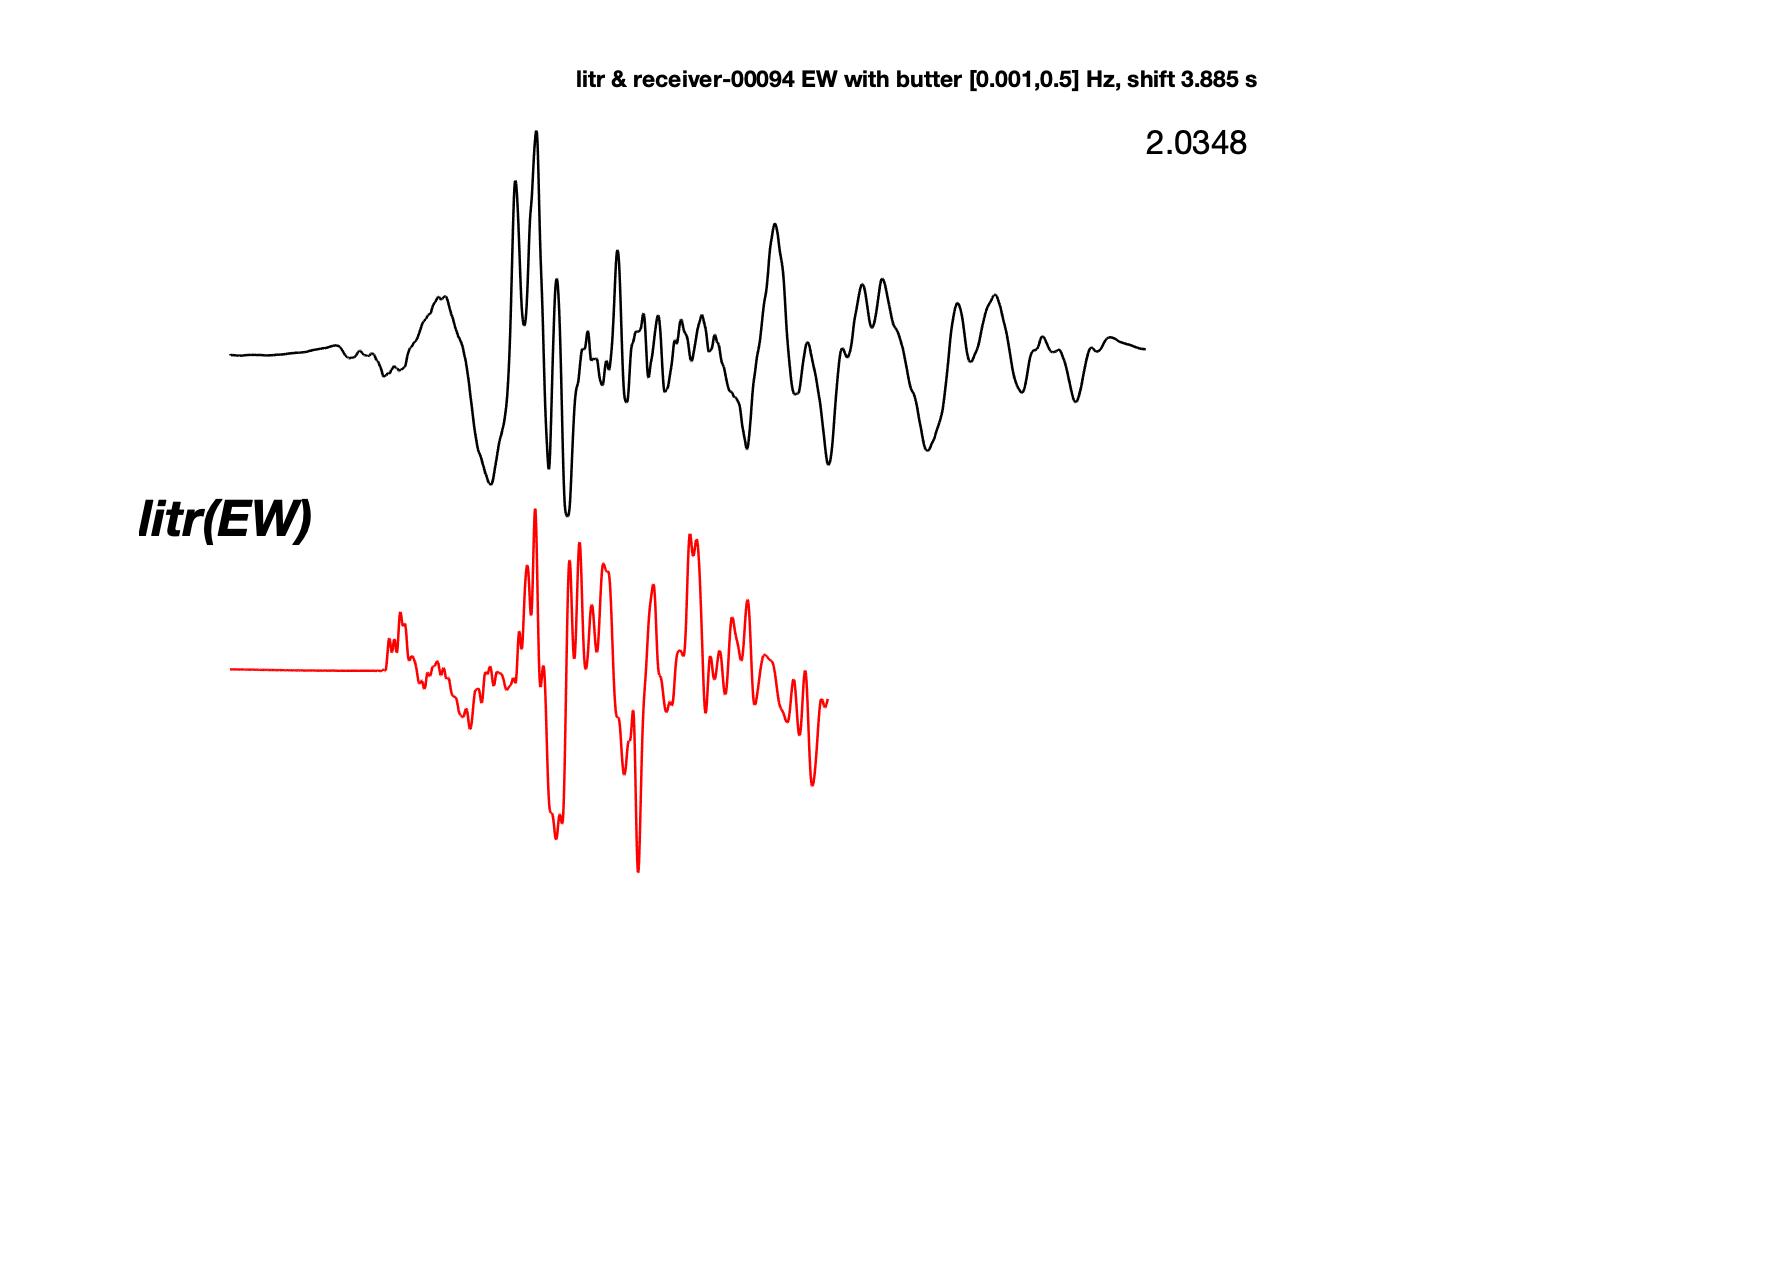 litr & receiver-00094 EW with butter [0.001,0.5] Hz, shift 3.885 s
2.0348
litr(EW)